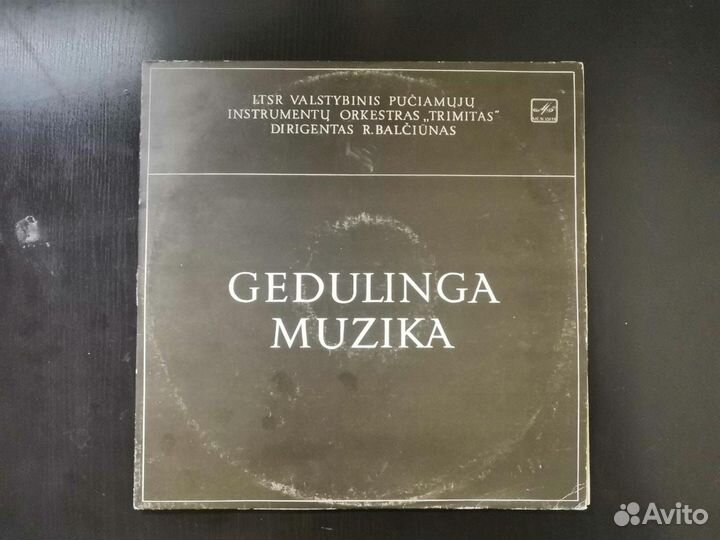 LTSR VALSTYBINIS PUČIAMŲJŲ
INSTRUMENTŲ ORKESTRAS „TRIMITAS"
DIRIGENTAS R.BALČIŪNAS
GEDULINGA
MUZIKA
Avito